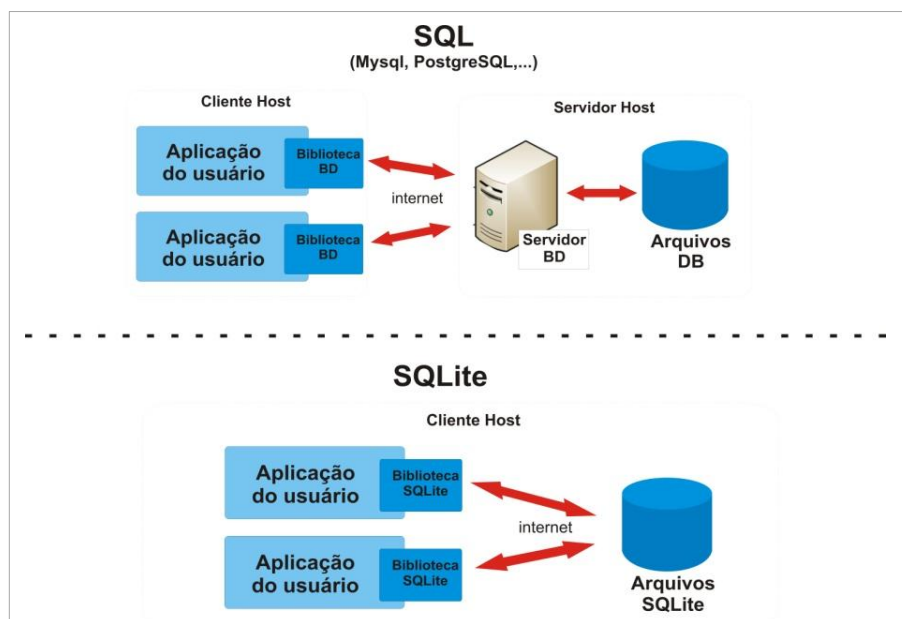 SQL
(Mysql, PostgreSQL,...)
Cliente Host
Servidor Host
Aplicação
do usuário
Biblioteca
BD
internet
Aplicação
do usuário
Biblioteca
BD
Servidor
BD
Arquivos
DB
SQLite
Cliente Host
Aplicação
do usuário
Biblioteca
SQLite
internet
Aplicação
do usuário
Biblioteca
SQLite
Arquivos
SQLite